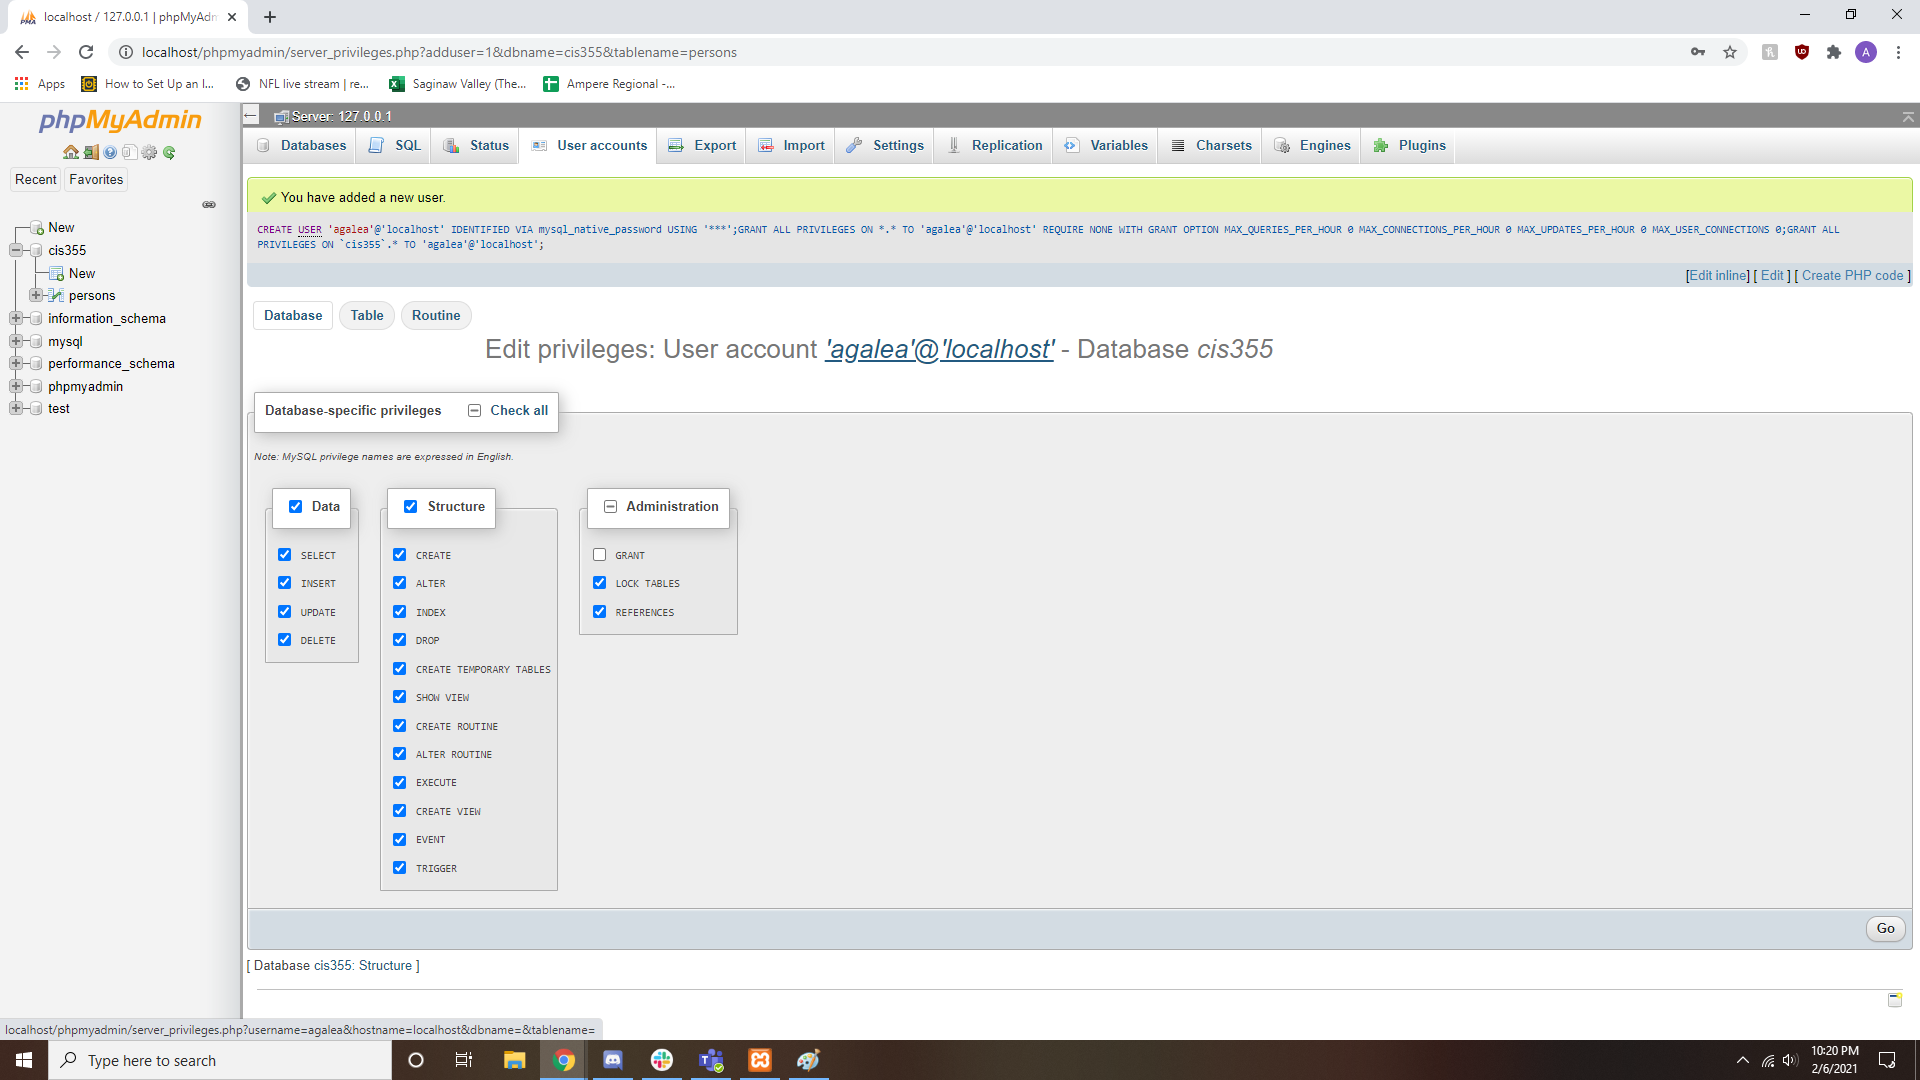 localhost / 127.0.0.1 | phpMyAdm
localhost/phpmyadmin/server_privileges.php?adduser=1&dbname=cis355&tablename=persons
A
Apps
How to Set Up an I...
NFL live stream | re...
Saginaw Valley (The...
Ampere Regional -...
phpMyAdmin
Recent
Favorites
New
cis355
New
persons
information_schema
mysql
performance_schema
phpmyadmin
test
Server: 127.0.0.1
Databases
SQL
Status
User accounts
Export
Import
Settings
Replication
Variables
Charsets
Engines
Plugins
You have added a new user.
CREATE USER 'agalea'@'localhost' IDENTIFIED VIA mysql_native_password USING '***';GRANT ALL PRIVILEGES ON *.* TO 'agalea'@'localhost' REQUIRE NONE WITH GRANT OPTION MAX_QUERIES_PER_HOUR 0 MAX_CONNECTIONS_PER_HOUR 0 MAX_UPDATES_PER_HOUR 0 MAX_USER_CONNECTIONS 0;GRANT ALL
PRIVILEGES ON `cis355`.* TO 'agalea'@'localhost';
[Edit inline] [ Edit ] [ Create PHP code ]
Database
Table
Routine
Edit privileges: User account 'agalea'@'localhost' - Database cis355
Database-specific privileges
Check all
Note: MySQL privilege names are expressed in English.
Data
SELECT
INSERT
UPDATE
DELETE
Structure
CREATE
ALTER
INDEX
DROP
CREATE TEMPORARY TABLES
SHOW VIEW
CREATE ROUTINE
ALTER ROUTINE
EXECUTE
CREATE VIEW
EVENT
TRIGGER
Administration
GRANT
LOCK TABLES
REFERENCES
Go
[ Database cis355: Structure ]
localhost/phpmyadmin/server_privileges.php?username=agalea&hostname=localhost&dbname=&tablename=
Type here to search
10:20 PM
2/6/2021